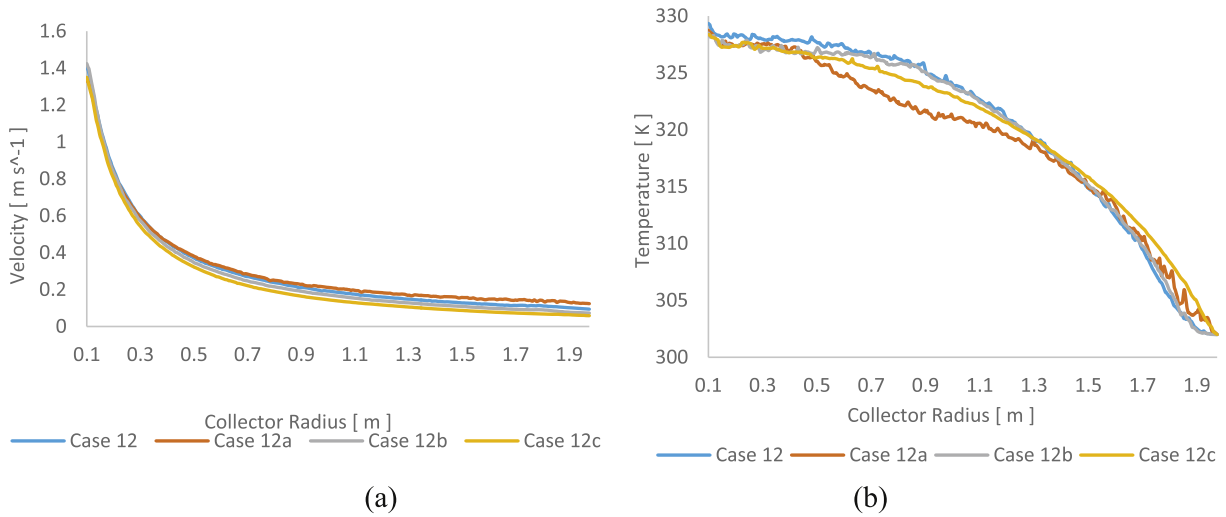 Velocity [ m s^-1 ]
1.6
1.4
1.2
1
0.8
0.6
0.4
0.2
0
0.1 0.3 0.5 0.7 0.9 1.1 1.3 1.5 1.7 1.9
Collector Radius [ m ]
Case 12 Case 12a Case 12b Case 12c
(a)
Temperature [ K ]
330
325
320
315
310
305
300
0.1 0.3 0.5 0.7 0.9 1.1 1.3 1.5 1.7 1.9
Collector Radius [ m ]
Case 12 Case 12a Case 12b Case 12c
(b)